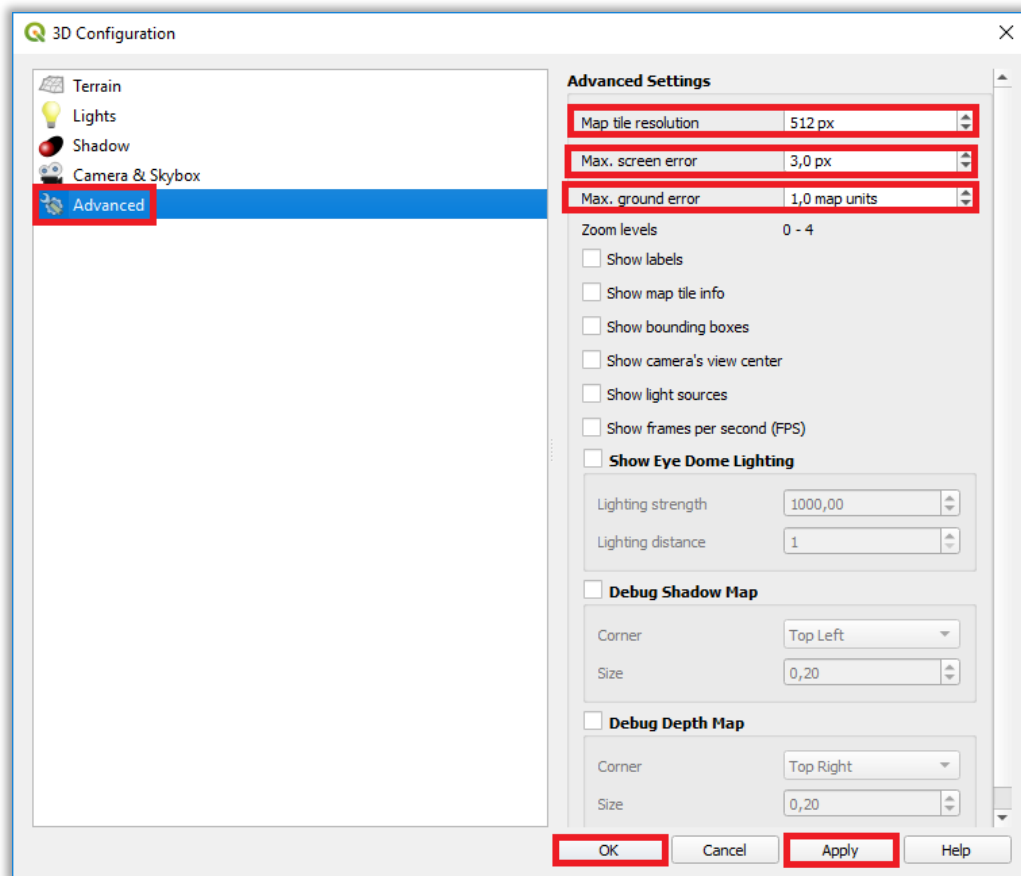 3D Configuration
Terrain
Lights
Shadow
Camera & Skybox
Advanced
Advanced Settings
Map tile resolution 512 px
Max. screen error 3,0 px
Max. ground error 1,0 map units
Zoom levels 0 - 4
Show labels
Show map tile info
Show bounding boxes
Show camera's view center
Show light sources
Show frames per second (FPS)
Show Eye Dome Lighting
Lighting strength 1000,00
Lighting distance 1
Debug Shadow Map
Corner Top Left
Size 0,20
Debug Depth Map
Corner Top Right
Size 0,20
OK Cancel Apply Help